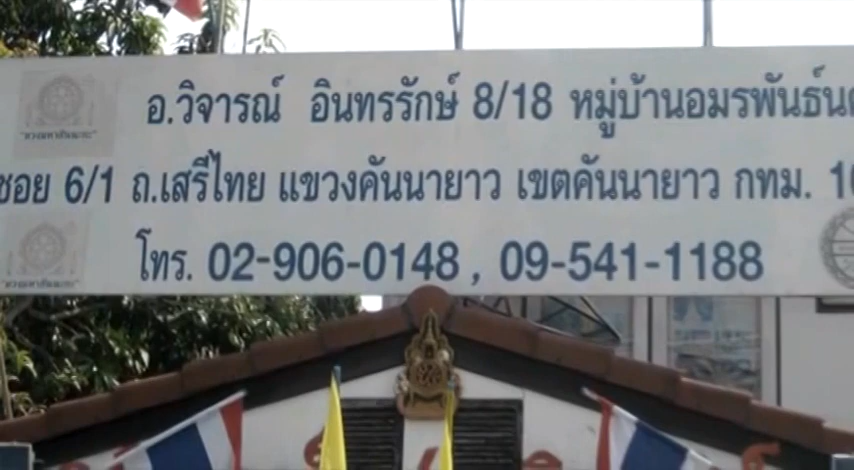 อ.วิจารณ์ อินทรรักษ์ 8/18 หมู่บ้านอมรพันธ์
ซอย 6/1 ถ.เสรีไทย แขวงคันนายาว เขตคันนายาว กทม.
โทร. 02-906-0148 , 09-541-1188